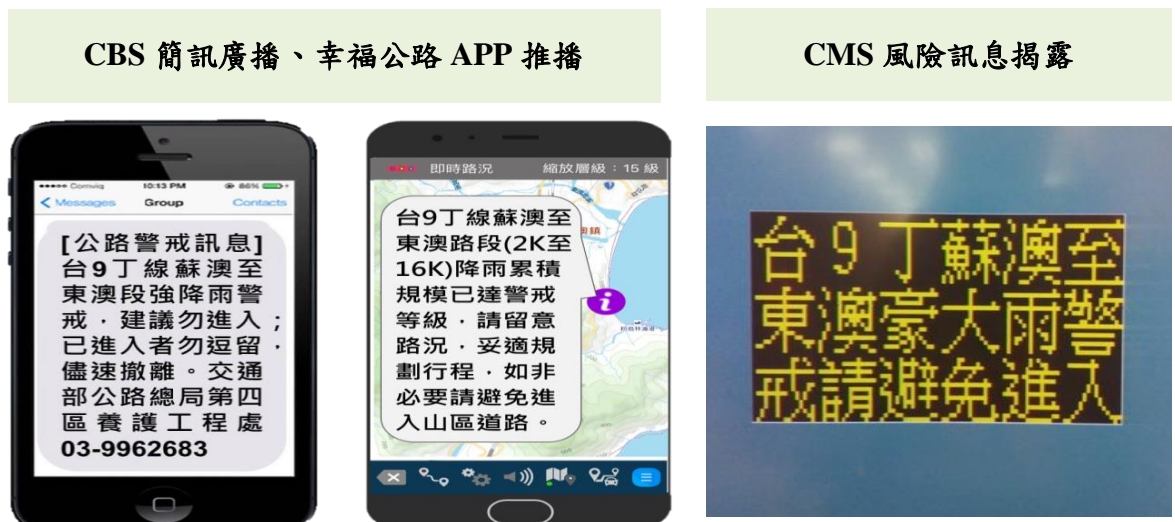 CBS 簡訊廣播、幸福公路 APP 推播
CMS 風險訊息揭露
Comviq
10:13 PM
86%
Messages
Group
Contacts
[公路警戒訊息]
台9丁線蘇澳至
東澳段強降雨警
戒，建議勿進入；
已進入者勿逗留，
儘速撤離。交通
部公路總局第四
區養護工程處
03-9962683
即時路況
縮放層級：15 級
台9丁線蘇澳至
東澳路段(2K至
16K)降雨累積
規模已達警戒
等級，請留意
路況，妥適規
劃行程，如非
必要請避免進
入山區道路。
台9丁蘇澳至
東澳豪大雨警
戒請避免進入